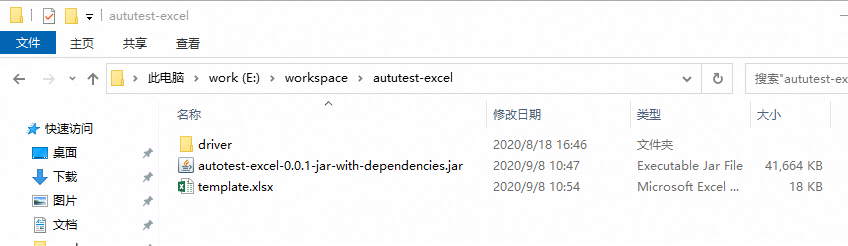 aututest-excel
文件 主页 共享 查看
此电脑 work (E:) workspace aututest-excel 搜索"aututest-ex
名称 修改日期 类型 大小
快速访问
driver 2020/8/18 16:46 文件夹
桌面
autotest-excel-0.0.1-jar-with-dependencies.jar 2020/9/8 10:47 Executable Jar File 41,664 KB
下载
template.xlsx 2020/9/8 10:54 Microsoft Excel ... 18 KB
图片
文档